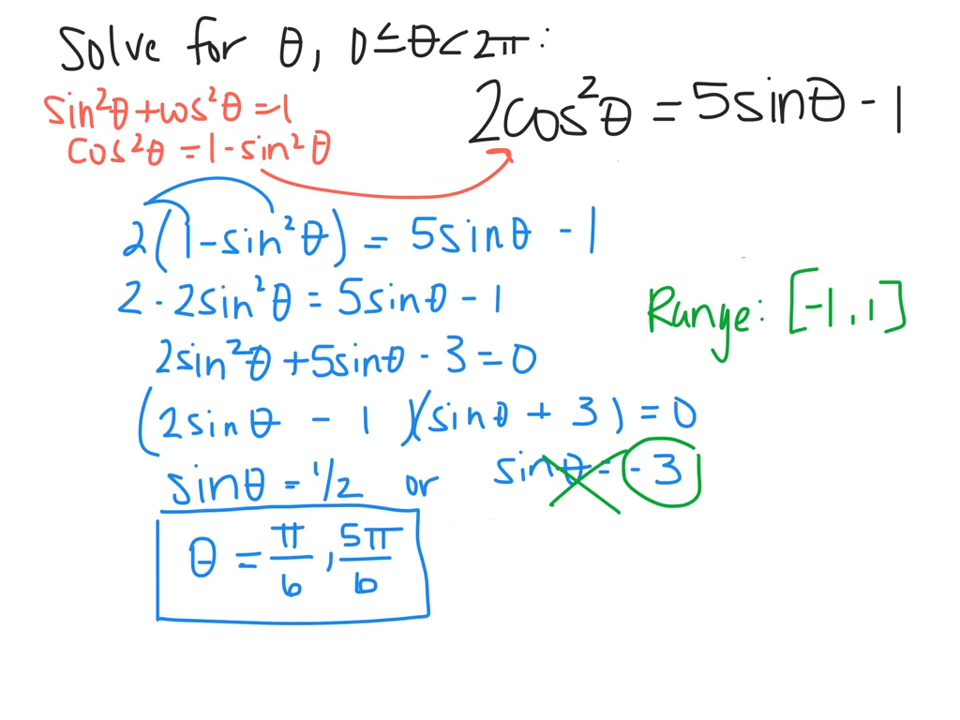 Solve for θ, 0≤θ<2π:
sin²θ+cos²θ=1
cos²θ=1-sin²θ
2cos²θ=5sinθ-1
2(1-sin²θ)=5sinθ-1
2-2sin²θ=5sinθ-1
Range: [-1,1]
2sin²θ+5sinθ-3=0
(2sinθ-1)(sinθ+3)=0
sinθ=1/2 or sinθ=-3
θ=π/6, 5π/6